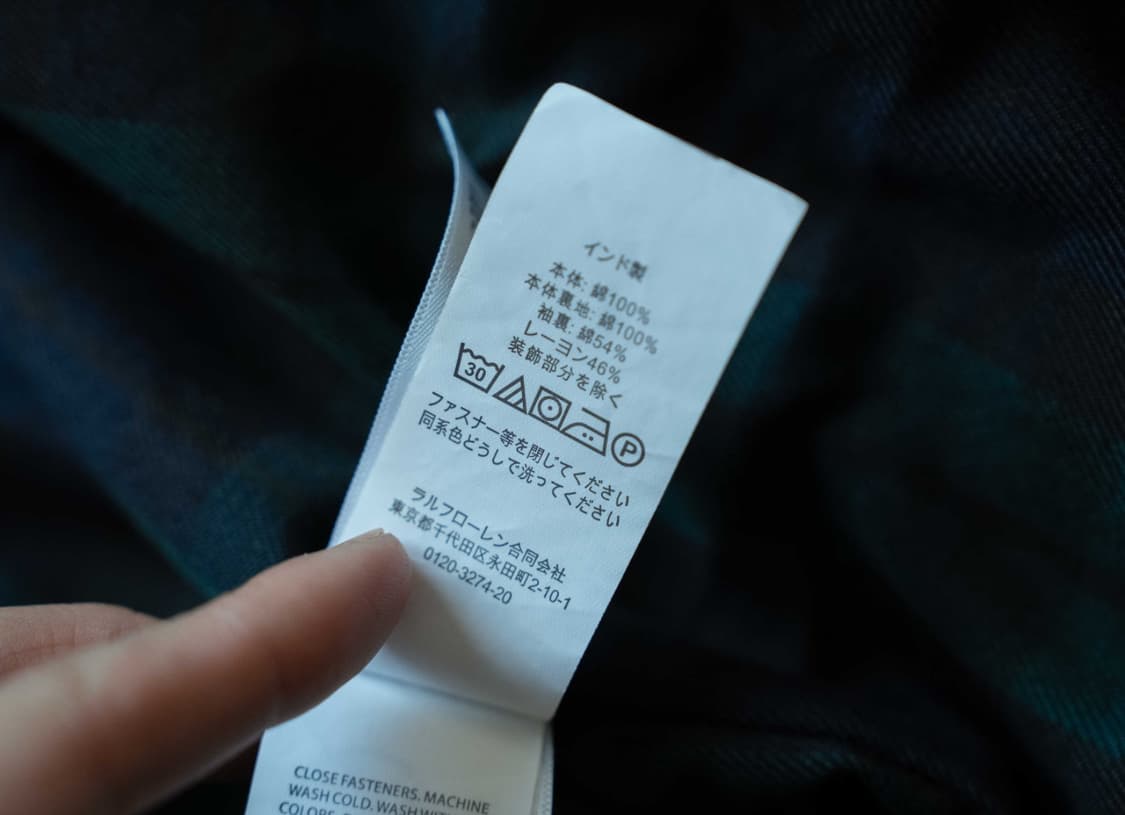 インド製
本体: 綿100%
本体裏地: 綿100%
袖裏: 綿54%
レーヨン46%
装飾部分を除く
30 P
ファスナー等を閉じてください
同系色どうしで洗ってください
ラルフローレン合同会社
東京都千代田区永田町2-10-1
0120-3274-20
CLOSE FASTENERS. MACHINE
WASH COLD. WASH WITH
COLORS.